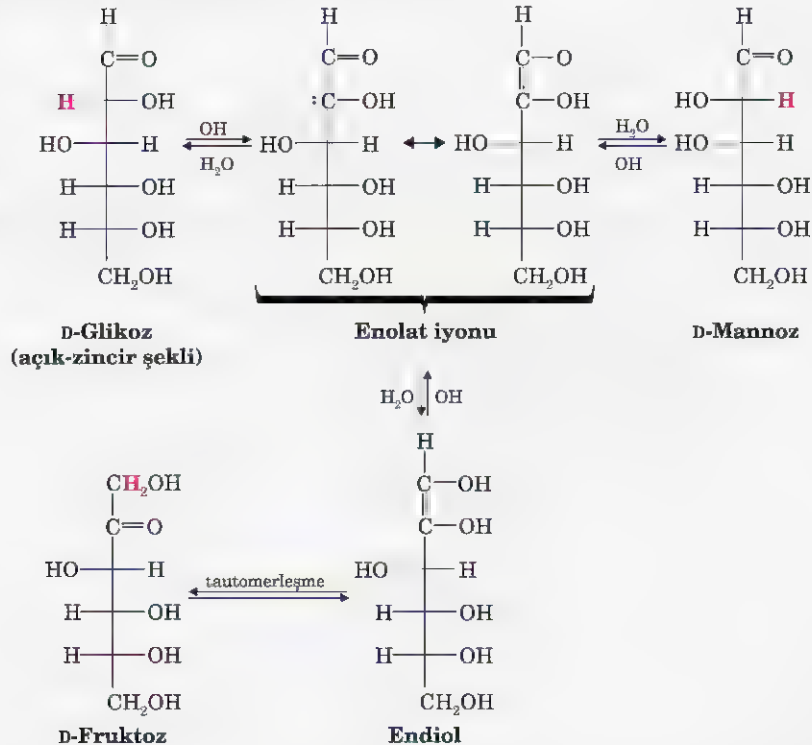 H H H H
C=O C=O C—O C=O
H OH :C—OH C—OH HO H
OH H₂O
HO H HO H HO H HO H
H₂O OH
H OH H OH H OH H OH
H OH H OH H OH H OH
CH₂OH CH₂OH CH₂OH CH₂OH
D-Glikoz Enolat iyonu D-Mannoz
(açık-zincir şekli)
H₂O OH
H
CH₂OH C—OH
C=O C—OH
HO H tautomerleşme HO H
H OH H OH
H OH H OH
CH₂OH CH₂OH
D-Fruktoz Endiol